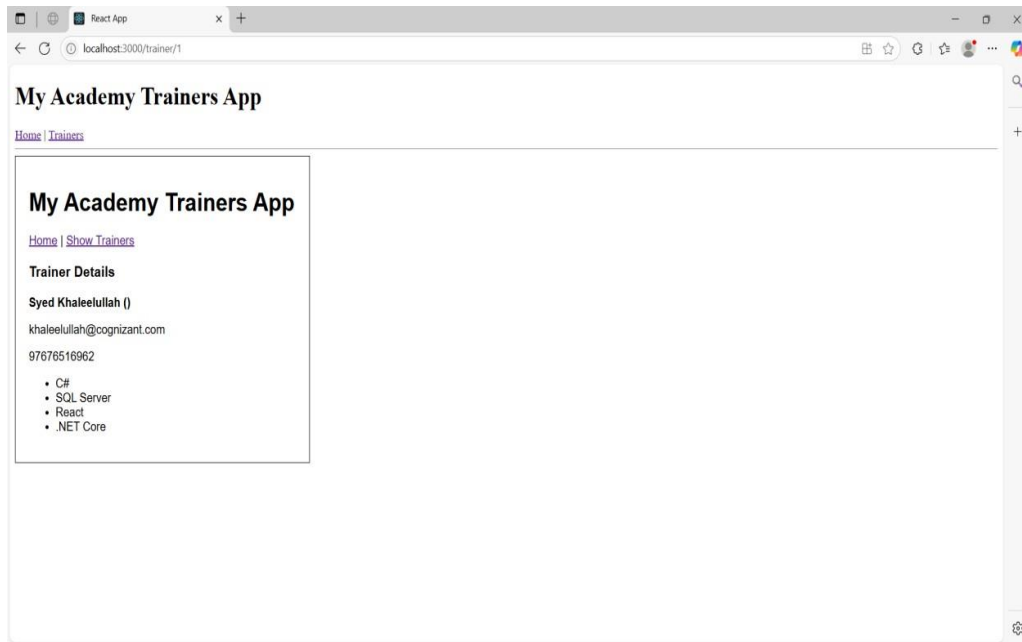 React App
localhost:3000/trainer/1
My Academy Trainers App
Home | Trainers
My Academy Trainers App
Home | Show Trainers
Trainer Details
Syed Khaleelullah ()
khaleelullah@cognizant.com
97676516962
• C#
• SQL Server
• React
• .NET Core